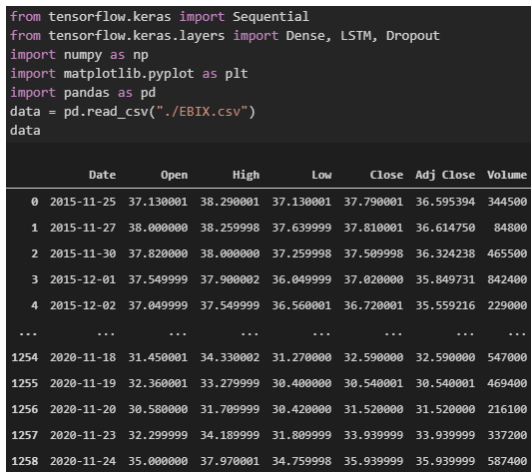 from tensorflow.keras import Sequential
from tensorflow.keras.layers import Dense, LSTM, Dropout
import numpy as np
import matplotlib.pyplot as plt
import pandas as pd
data = pd.read_csv("./EBIX.csv")
data
Date Open High Low Close Adj Close Volume
0 2015-11-25 37.130001 38.290001 37.130001 37.790001 36.595394 344500
1 2015-11-27 38.000000 38.259998 37.639999 37.810001 36.614750 84800
2 2015-11-30 37.820000 38.000000 37.259998 37.509998 36.324238 465500
3 2015-12-01 37.549999 37.900002 36.049999 37.020000 35.849731 842400
4 2015-12-02 37.049999 37.549999 36.560001 36.720001 35.559216 229000
... ... ... ... ... ... ... ...
1254 2020-11-18 31.450001 34.330002 31.270000 32.590000 32.590000 547000
1255 2020-11-19 32.360001 33.279999 30.400000 30.540001 30.540001 469400
1256 2020-11-20 30.580000 31.709999 30.420000 31.520000 31.520000 216100
1257 2020-11-23 32.299999 34.189999 31.809999 33.939999 33.939999 337200
1258 2020-11-24 35.000000 37.970001 34.759998 35.939999 35.939999 587400